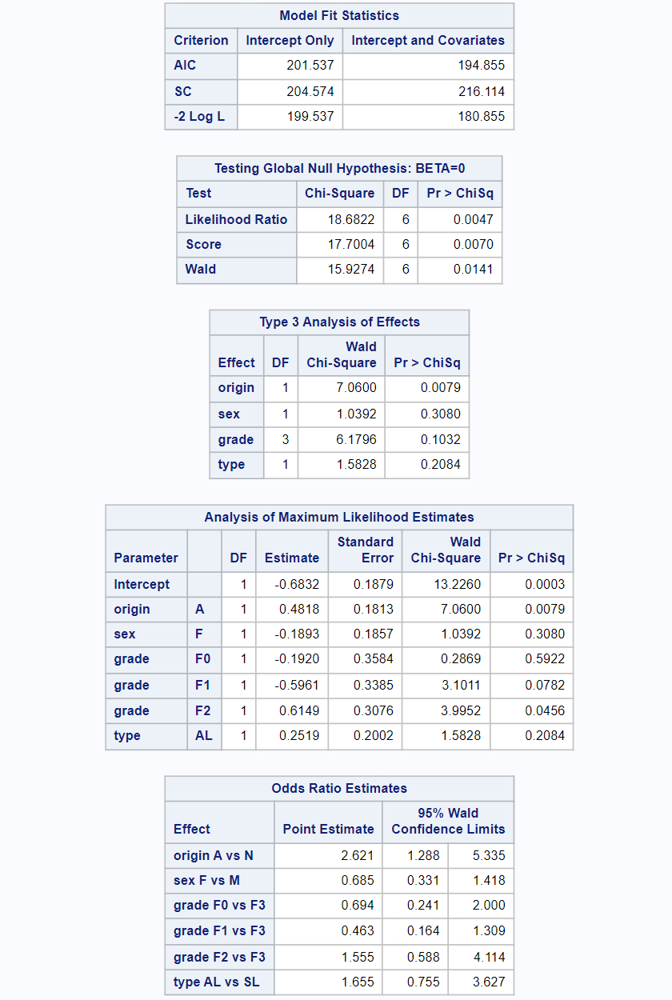 Model Fit Statistics
Criterion Intercept Only Intercept and Covariates
AIC 201.537 194.855
SC 204.574 216.114
-2 Log L 199.537 180.855
Testing Global Null Hypothesis: BETA=0
Test Chi-Square DF Pr > ChiSq
Likelihood Ratio 18.6822 6 0.0047
Score 17.7004 6 0.0070
Wald 15.9274 6 0.0141
Type 3 Analysis of Effects
Wald
Effect DF Chi-Square Pr > ChiSq
origin 1 7.0600 0.0079
sex 1 1.0392 0.3080
grade 3 6.1796 0.1032
type 1 1.5828 0.2084
Analysis of Maximum Likelihood Estimates
Standard Wald
Parameter DF Estimate Error Chi-Square Pr > ChiSq
Intercept 1 -0.6832 0.1879 13.2260 0.0003
origin A 1 0.4818 0.1813 7.0600 0.0079
sex F 1 -0.1893 0.1857 1.0392 0.3080
grade F0 1 -0.1920 0.3584 0.2869 0.5922
grade F1 1 -0.5961 0.3385 3.1011 0.0782
grade F2 1 0.6149 0.3076 3.9952 0.0456
type AL 1 0.2519 0.2002 1.5828 0.2084
Odds Ratio Estimates
95% Wald
Effect Point Estimate Confidence Limits
origin A vs N 2.621 1.288 5.335
sex F vs M 0.685 0.331 1.418
grade F0 vs F3 0.694 0.241 2.000
grade F1 vs F3 0.463 0.164 1.309
grade F2 vs F3 1.555 0.588 4.114
type AL vs SL 1.655 0.755 3.627